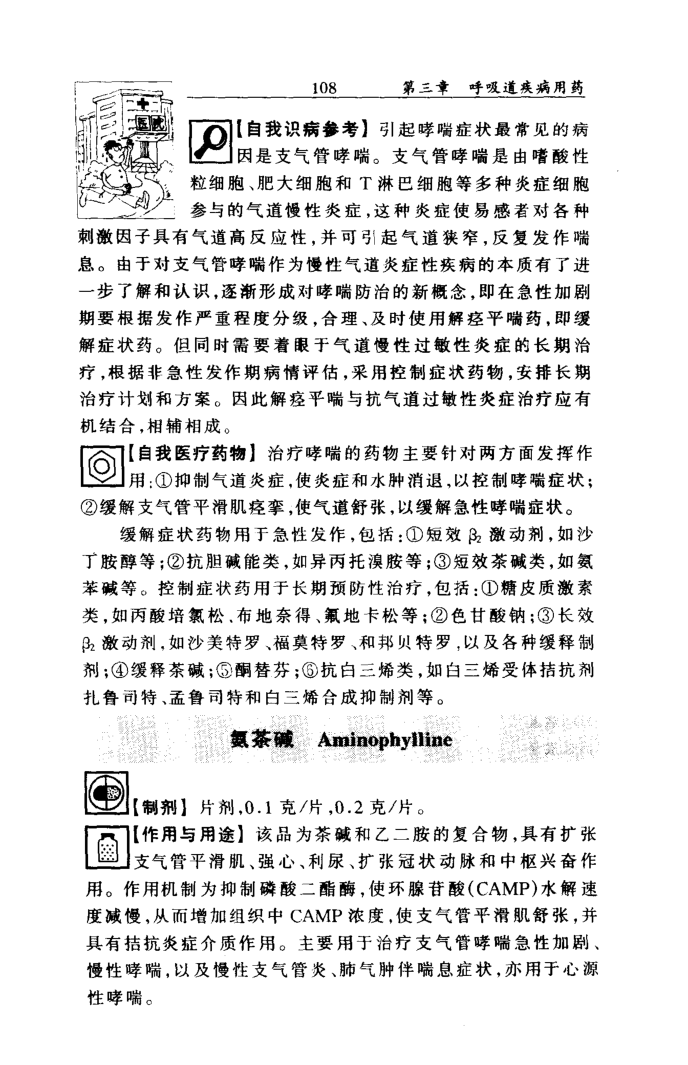 108 第三章 呼吸道疾病用药
医院
【自我识病参考】引起哮喘症状最常见的病
因是支气管哮喘。支气管哮喘是由嗜酸性
粒细胞、肥大细胞和T淋巴细胞等多种炎症细胞
参与的气道慢性炎症,这种炎症使易感者对各种
刺激因子具有气道高反应性,并可引起气道狭窄,反复发作喘
息。由于对支气管哮喘作为慢性气道炎症性疾病的本质有了进
一步了解和认识,逐渐形成对哮喘防治的新概念,即在急性加剧
期要根据发作严重程度分级,合理、及时使用解痉平喘药,即缓
解症状药。但同时需要着眼于气道慢性过敏性炎症的长期治
疗,根据非急性发作期病情评估,采用控制症状药物,安排长期
治疗计划和方案。因此解痉平喘与抗气道过敏性炎症治疗应有
机结合,相辅相成。
【自我医疗药物】治疗哮喘的药物主要针对两方面发挥作
用:①抑制气道炎症,使炎症和水肿消退,以控制哮喘症状;
②缓解支气管平滑肌痉挛,使气道舒张,以缓解急性哮喘症状。
缓解症状药物用于急性发作,包括:①短效β₂激动剂,如沙
丁胺醇等;②抗胆碱能类,如异丙托溴胺等;③短效茶碱类,如氨
苯碱等。控制症状药用于长期预防性治疗,包括:①糖皮质激素
类,如丙酸培氯松、布地奈得、氟地卡松等;②色甘酸钠;③长效
β₂激动剂,如沙美特罗、福莫特罗、和邦贝特罗,以及各种缓释制
剂;④缓释茶碱;⑤酮替芬;⑥抗白三烯类,如白三烯受体拮抗剂
扎鲁司特、孟鲁司特和白三烯合成抑制剂等。
氨茶碱 Aminophylline
【制剂】片剂,0.1克/片,0.2克/片。
【作用与用途】该品为茶碱和乙二胺的复合物,具有扩张
支气管平滑肌、强心、利尿、扩张冠状动脉和中枢兴奋作
用。作用机制为抑制磷酸二酯酶,使环腺苷酸(CAMP)水解速
度减慢,从而增加组织中CAMP浓度,使支气管平滑肌舒张,并
具有拮抗炎症介质作用。主要用于治疗支气管哮喘急性加剧、
慢性哮喘,以及慢性支气管炎、肺气肿伴喘息症状,亦用于心源
性哮喘。